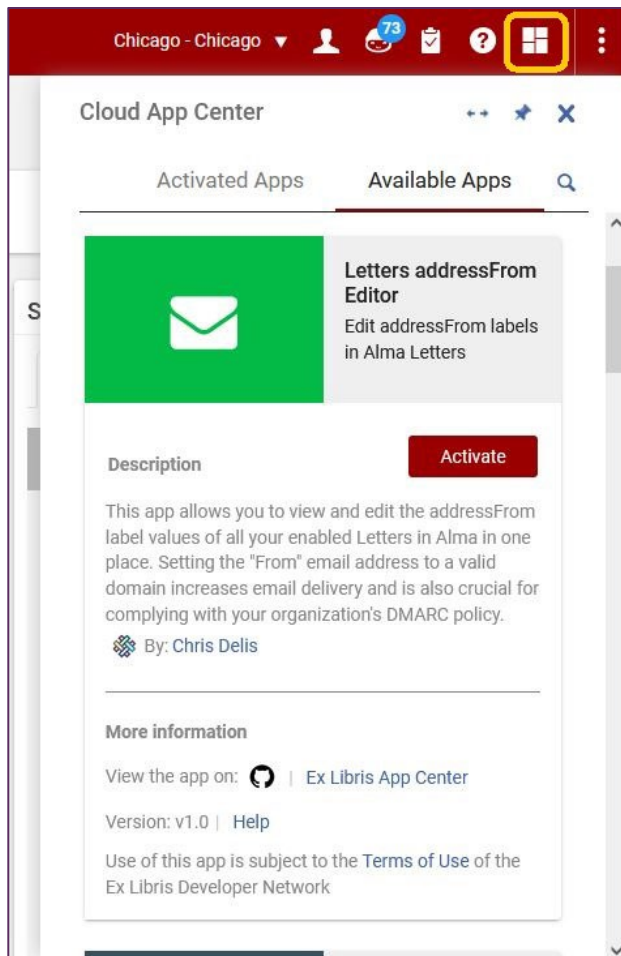 Chicago - Chicago
73
Cloud App Center
Activated Apps
Available Apps
S
Letters addressFrom
Editor
Edit addressFrom labels
in Alma Letters
Description
Activate
This app allows you to view and edit the addressFrom
label values of all your enabled Letters in Alma in one
place. Setting the "From" email address to a valid
domain increases email delivery and is also crucial for
complying with your organization's DMARC policy.
By: Chris Delis
More information
View the app on: | Ex Libris App Center
Version: v1.0 | Help
Use of this app is subject to the Terms of Use of the
Ex Libris Developer Network